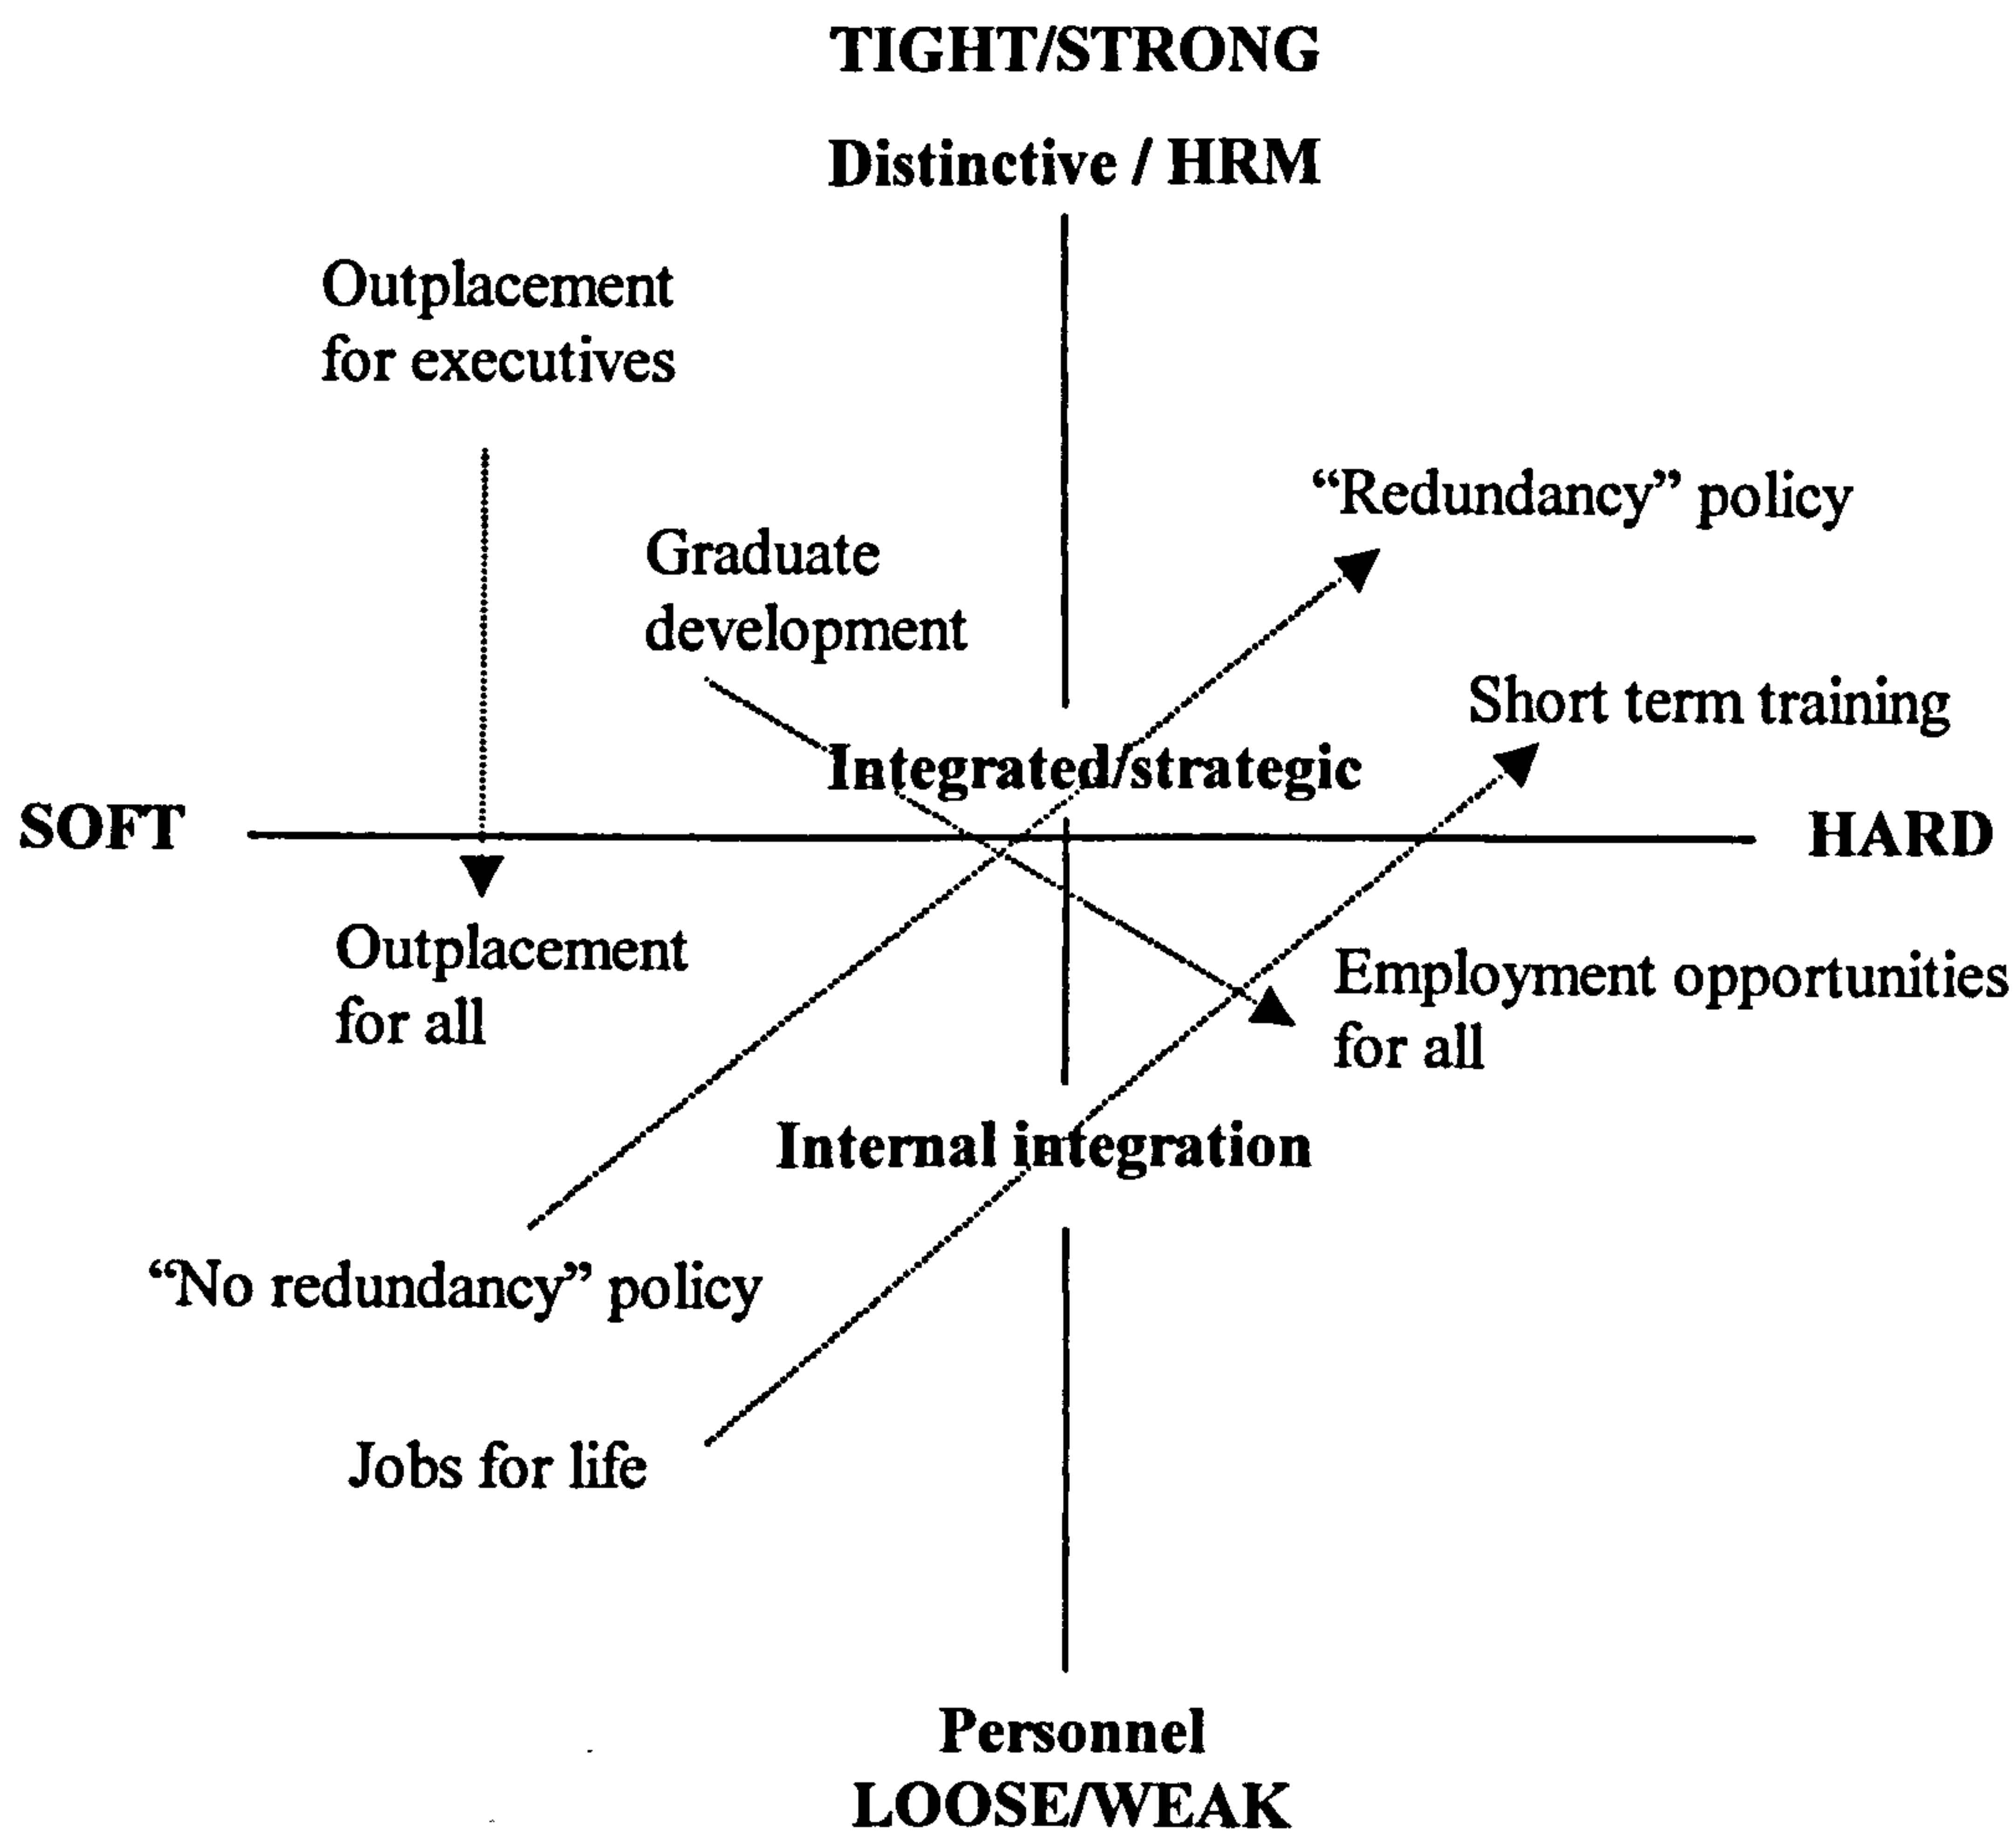 TIGHT/STRONG
Distinctive / HRM
Outplacement
for executives
“Redundancy” policy
Graduate
development
Short term training
Integrated/strategic
SOFT
HARD
Outplacement
for all
Employment opportunities
for all
Internal integration
“No redundancy” policy
Jobs for life
Personnel
LOOSE/WEAK